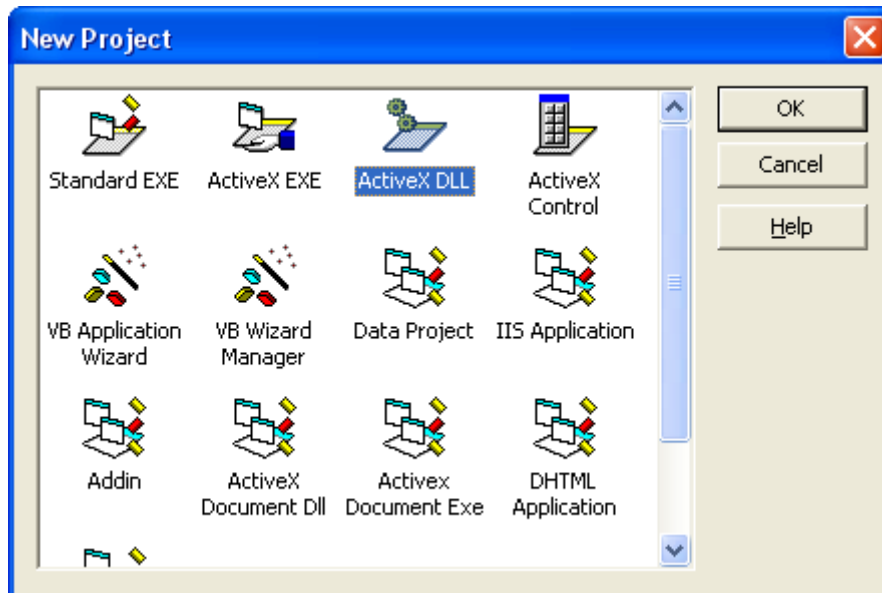 New Project
Standard EXE
ActiveX EXE
ActiveX DLL
ActiveX
Control
VB Application
Wizard
VB Wizard
Manager
Data Project
IIS Application
Addin
ActiveX
Document Dll
Activex
Document Exe
DHTML
Application
OK
Cancel
Help